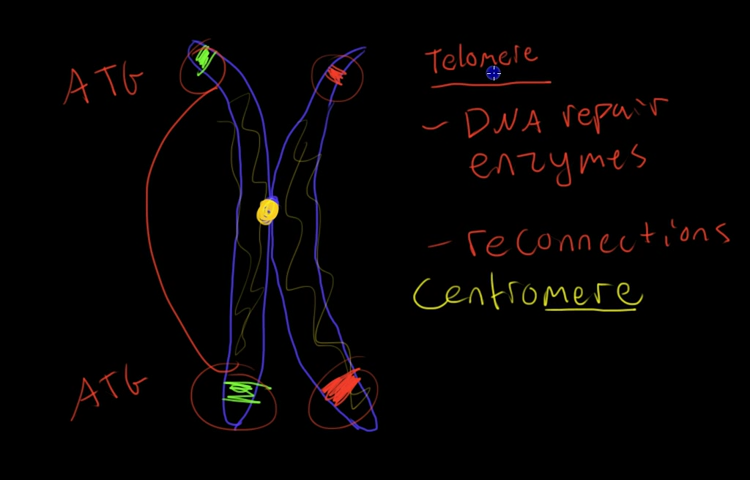 ATG
Telomere
- DNA repair
enzymes
- reconnections
Centromere
ATG